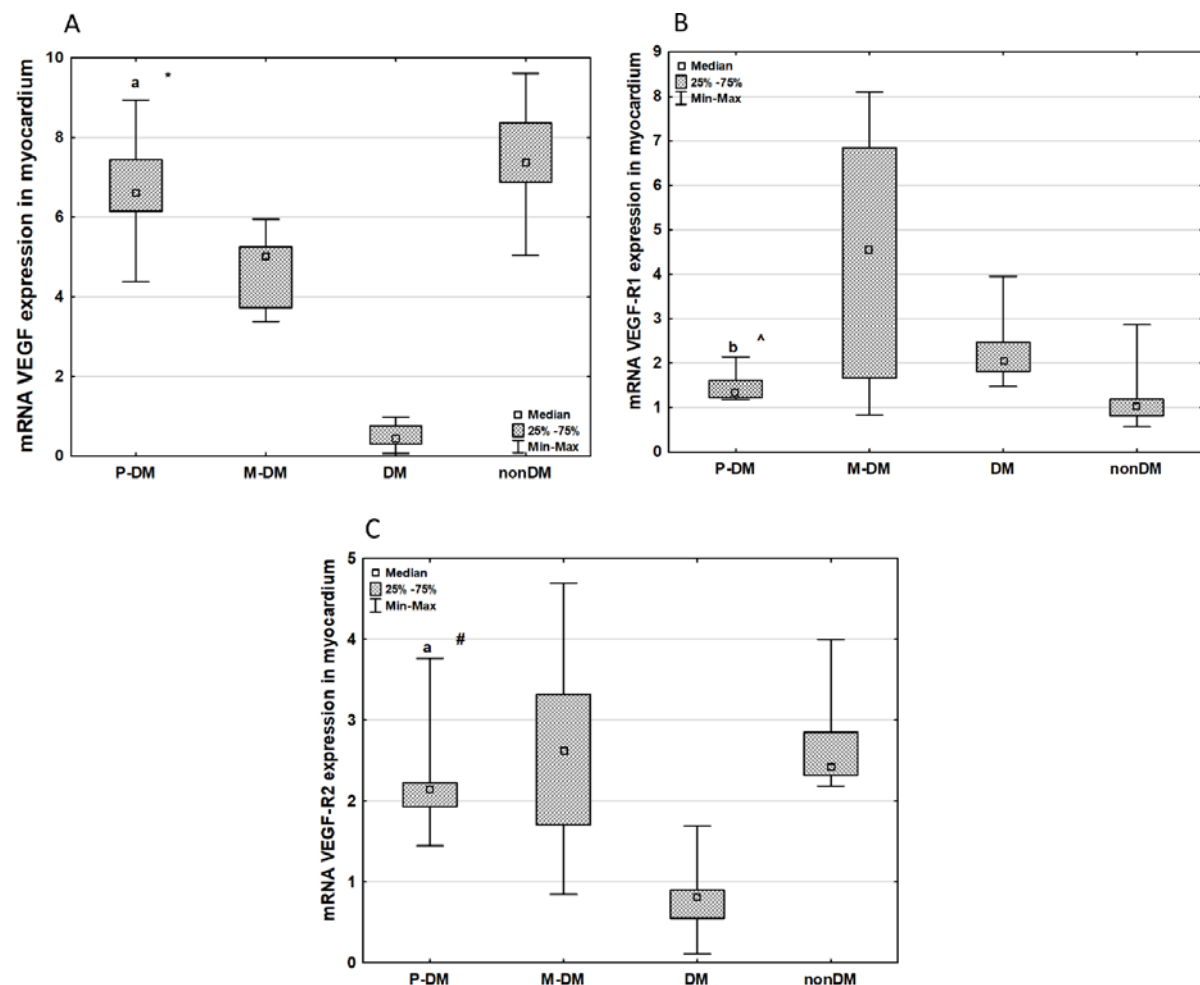 A
mRNA VEGF expression in myocardium
10
8
6
4
2
0
a *
Median
25% -75%
Min-Max
P-DM M-DM DM nonDM
B
mRNA VEGF-R1 expression in myocardium
9
8
7
6
5
4
3
2
1
0
Median
25% -75%
Min-Max
b ^
P-DM M-DM DM nonDM
C
mRNA VEGF-R2 expression in myocardium
5
4
3
2
1
0
Median
25% -75%
Min-Max
a #
P-DM M-DM DM nonDM